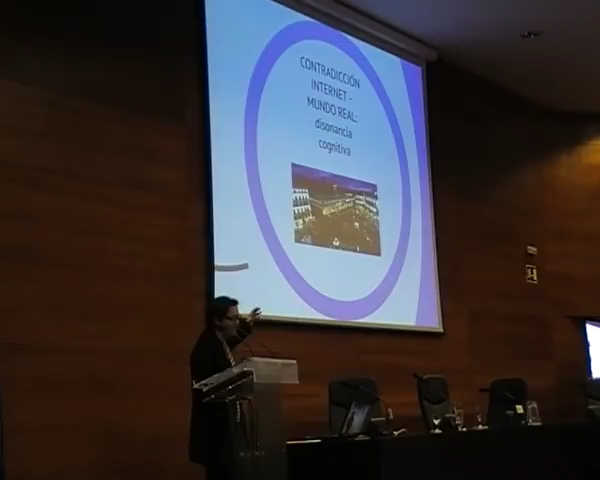 CONTRADICCIÓN
INTERNET -
MUNDO REAL:
disonancia
cognitiva